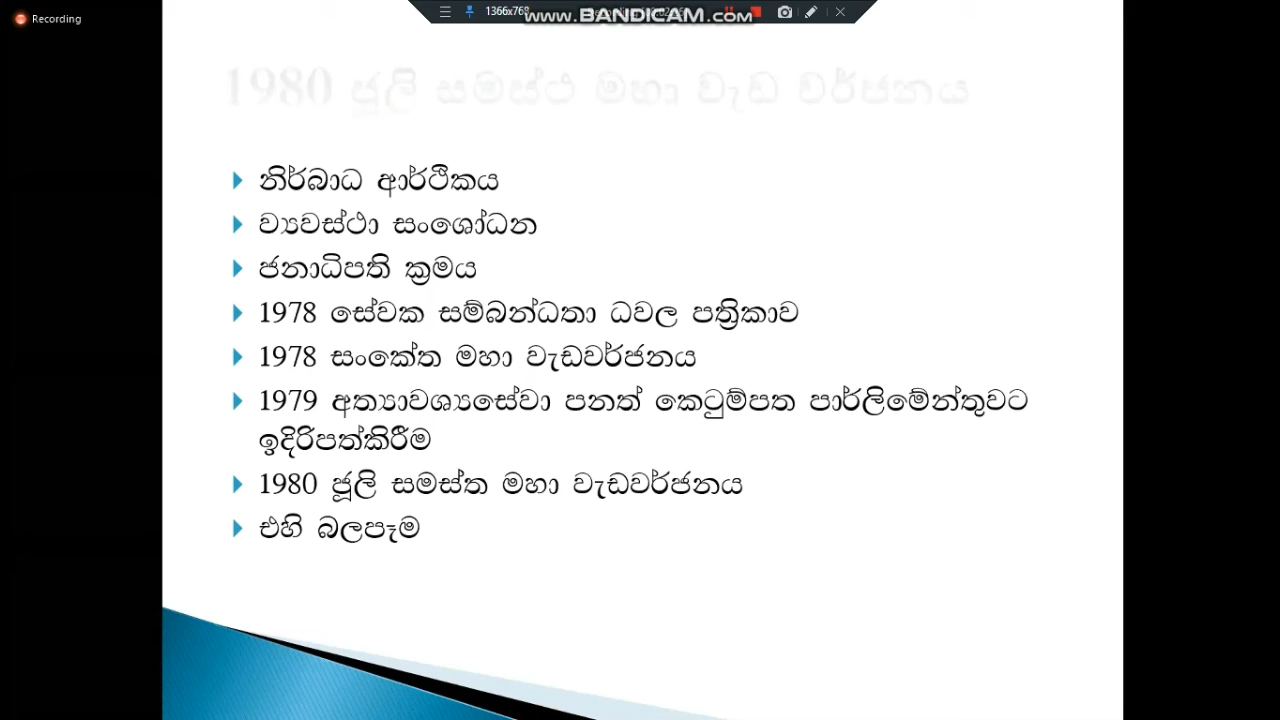 Recording
1366x768
www.BANDICAM.com
1980 ජූලි සමස්ථ මහා වැඩ වර්ජනය
නිර්බාධ ආර්ථිකය
ව්‍යවස්ථා සංශෝධන
ජනාධිපති ක්‍රමය
1978 සේවක සම්බන්ධතා ධවල පත්‍රිකාව
1978 සංකේත මහා වැඩවර්ජනය
1979 අත්‍යාවශ්‍යසේවා පනත් කෙටුම්පත පාර්ලිමේන්තුවට
ඉදිරිපත්කිරීම
1980 ජූලි සමස්ත මහා වැඩවර්ජනය
එහි බලපෑම